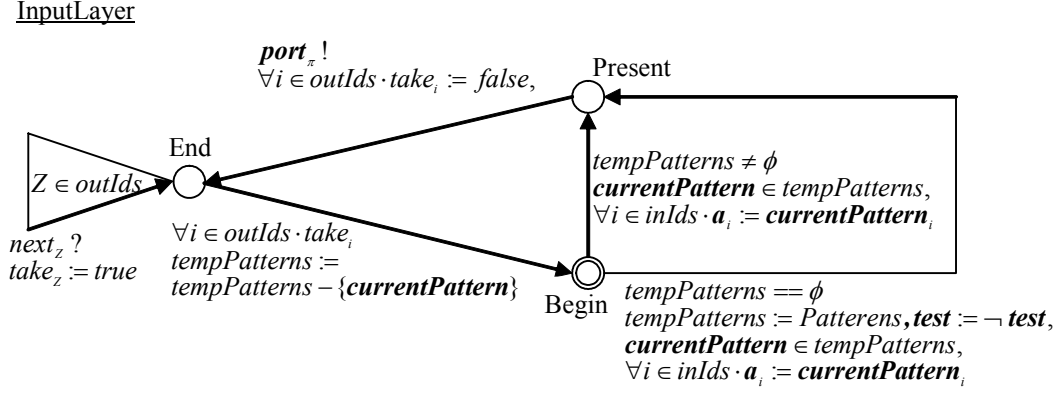 InputLayer
port_π !
∀i ∈ outIds · take_i := false,
Present
End
Z ∈ outIds
next_Z ?
take_Z := true
∀i ∈ outIds · take_i
tempPatterns :=
tempPatterns − {currentPattern}
tempPatterns ≠ ϕ
currentPattern ∈ tempPatterns,
∀i ∈ inIds · a_i := currentPattern_i
Begin
tempPatterns == ϕ
tempPatterns := Patterens, test := ¬ test,
currentPattern ∈ tempPatterns,
∀i ∈ inIds · a_i := currentPattern_i